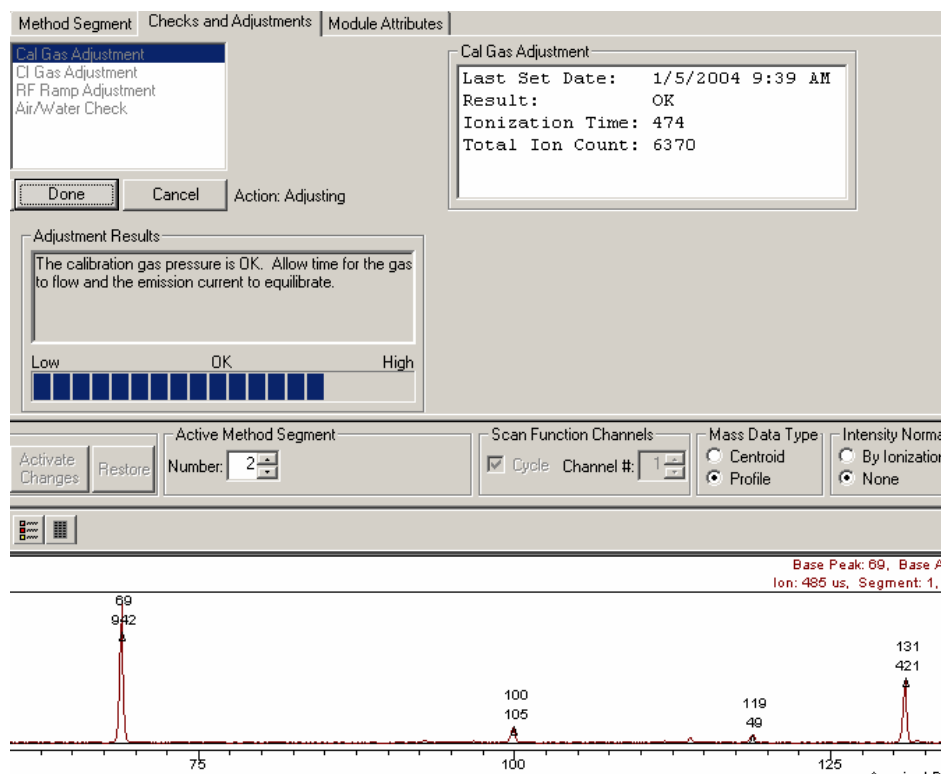 Method Segment Checks and Adjustments Module Attributes
Cal Gas Adjustment
CI Gas Adjustment
RF Ramp Adjustment
Air/Water Check
Done Cancel Action: Adjusting
Cal Gas Adjustment
Last Set Date: 1/5/2004 9:39 AM
Result: OK
Ionization Time: 474
Total Ion Count: 6370
Adjustment Results
The calibration gas pressure is OK. Allow time for the gas
to flow and the emission current to equilibrate.
Low OK High
Activate
Changes
Restore
Active Method Segment
Number: 2
Scan Function Channels
Cycle Channel #: 1
Mass Data Type
Centroid
Profile
Intensity Norma
By Ionization
None
Base Peak: 69, Base A
Ion: 485 us, Segment: 1,
69
942
100
105
119
49
131
421
75 100 125